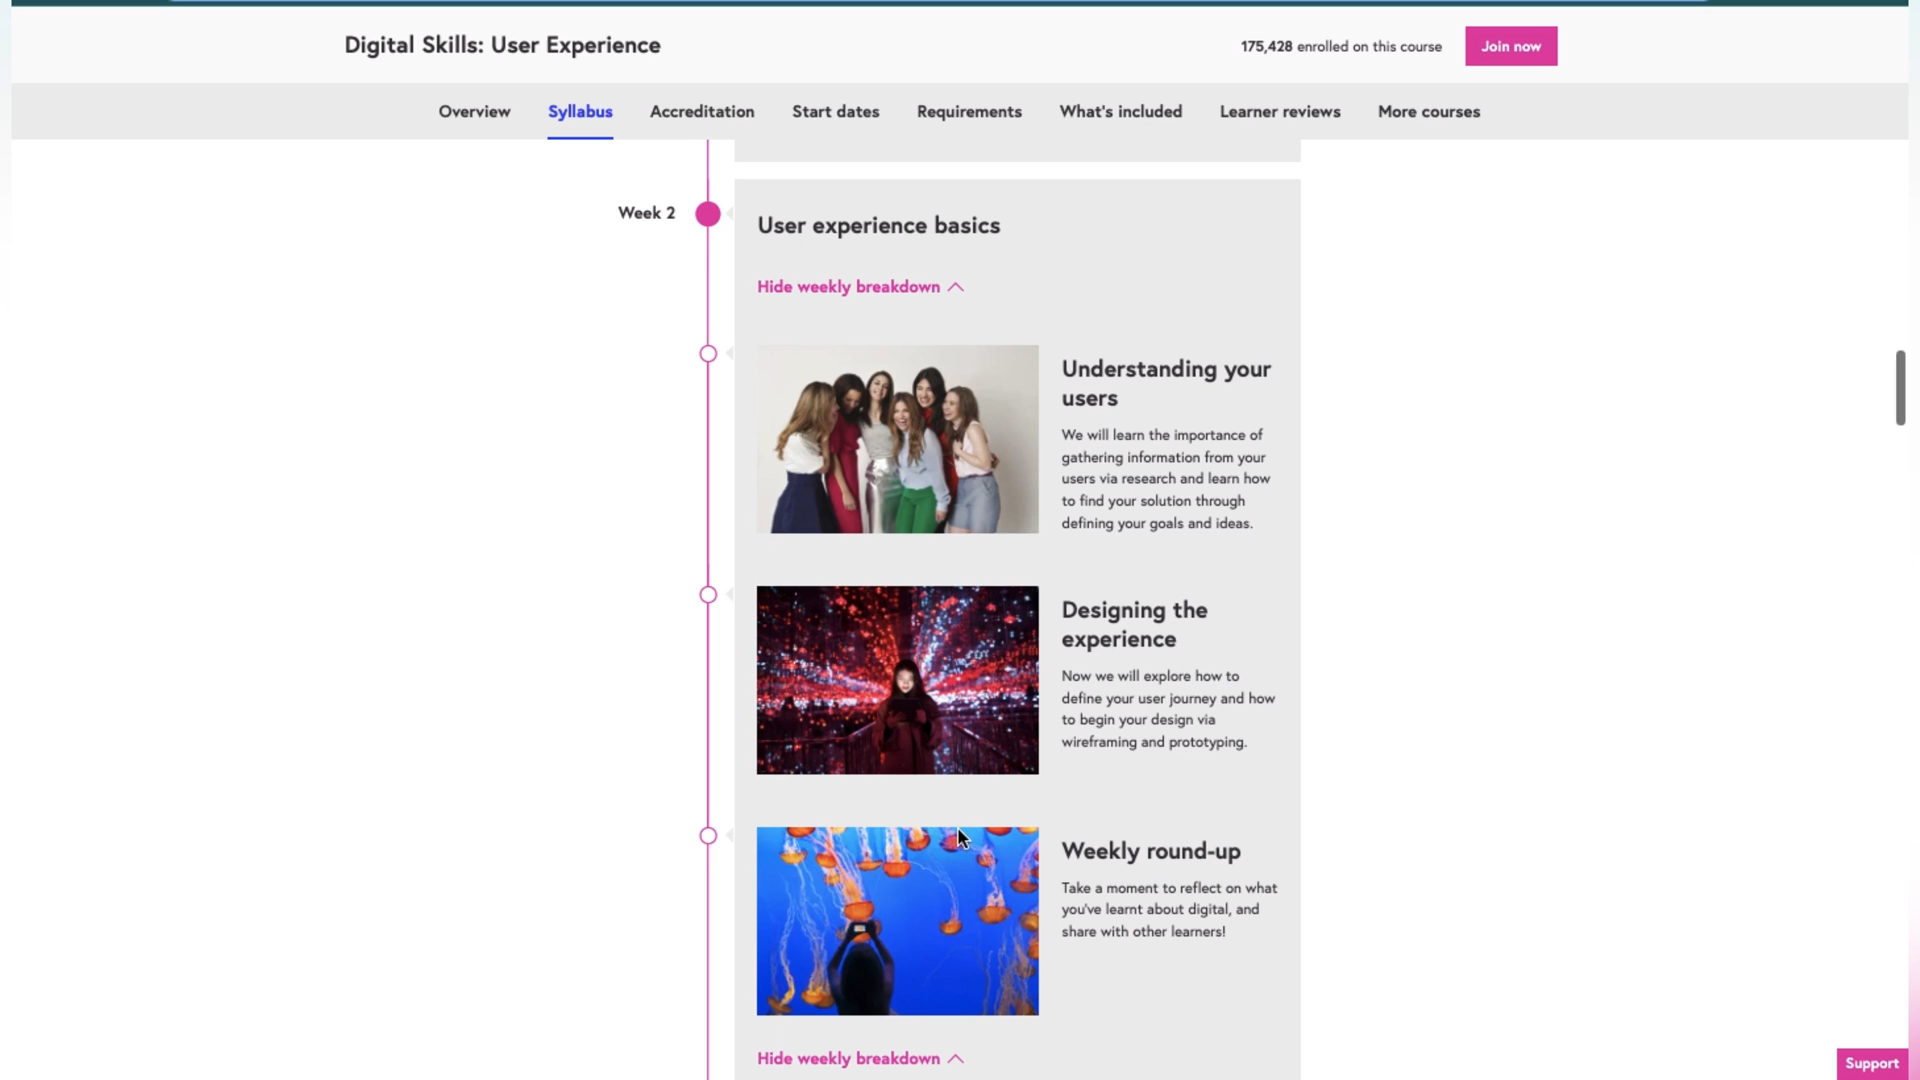 Digital Skills: User Experience
175,428 enrolled on this course
Join now
Overview
Syllabus
Accreditation
Start dates
Requirements
What's included
Learner reviews
More courses
Week 2
User experience basics
Hide weekly breakdown
Understanding your
users
We will learn the importance of
gathering information from your
users via research and learn how
to find your solution through
defining your goals and ideas.
Designing the
experience
Now we will explore how to
define your user journey and how
to begin your design via
wireframing and prototyping.
Weekly round-up
Take a moment to reflect on what
you've learnt about digital, and
share with other learners!
Hide weekly breakdown
Support